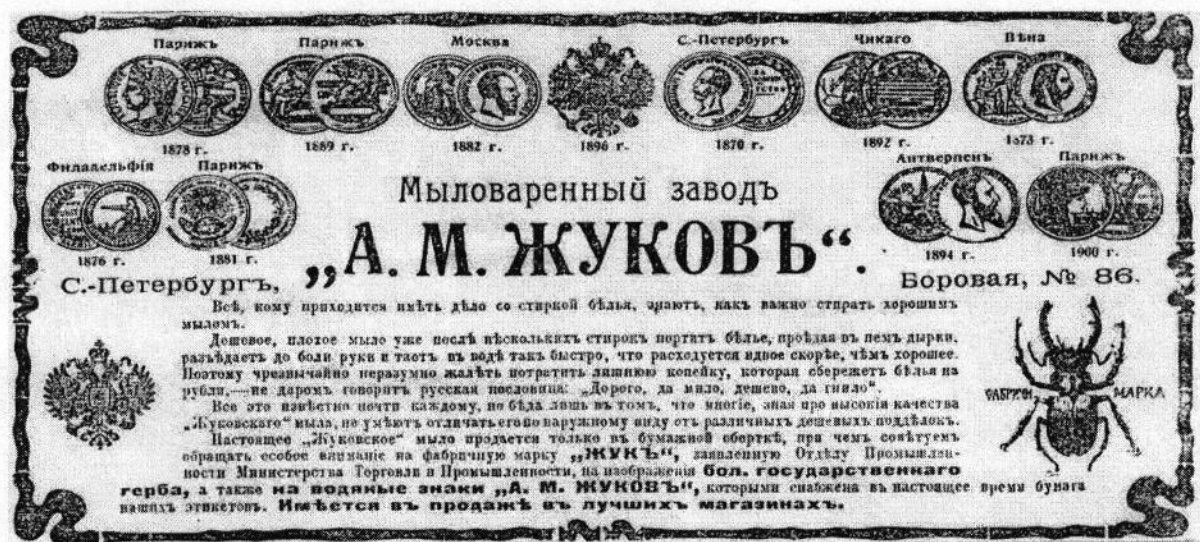 Парижъ
Парижъ
Москва
С.-Петербургъ
Чикаго
Вѣна
1878 г.
1889 г.
1882 г.
1896 г.
1870 г.
1892 г.
1873 г.
Филадельфія
Парижъ
Антверпенъ
Парижъ
1876 г.
1881 г.
1894 г.
1900 г.
Мыловаренный заводъ
„А. М. ЖУКОВЪ“.
С.-Петербургъ,
Боровая, № 86.
Всѣ, кому приходится имѣть дѣло со стиркой бѣлья, знаютъ, какъ важно стирать хорошимъ
мыломъ.
Дешевое, плохое мыло уже послѣ нѣсколькихъ стирокъ портитъ бѣлье, проѣдая въ немъ дырки,
разъѣдаетъ до боли руки и таетъ въ водѣ такъ быстро, что расходуется вдвое скорѣе, чѣмъ хорошее.
Поэтому чрезвычайно неразумно жалѣть потратить лишнюю копейку, которая сбережетъ бѣлья на
рубли,—не даромъ говоритъ русская пословица: „Дорого, да мило, дешево, да гнило“.
Все это извѣстно почти каждому, но бѣда лишь въ томъ, что многіе, зная про высокія качества
„Жуковскаго“ мыла, не умѣютъ отличать его по наружному виду отъ различныхъ дешевыхъ поддѣлокъ.
Настоящее „Жуковское“ мыло продается только въ бумажной оберткѣ, при чемъ совѣтуемъ
обращать особое вниманіе на фабричную марку „ЖУКЪ“, заявленную Отдѣлу Промышлен-
ности Министерства Торговли и Промышленности, на изображенія бол. государственнаго
герба, а также на водяные знаки „А. М. ЖУКОВЪ“, которыми снабжена въ настоящее время бумага
нашихъ этикетовъ. Имѣется въ продажѣ въ лучшихъ магазинахъ.
МАРКА